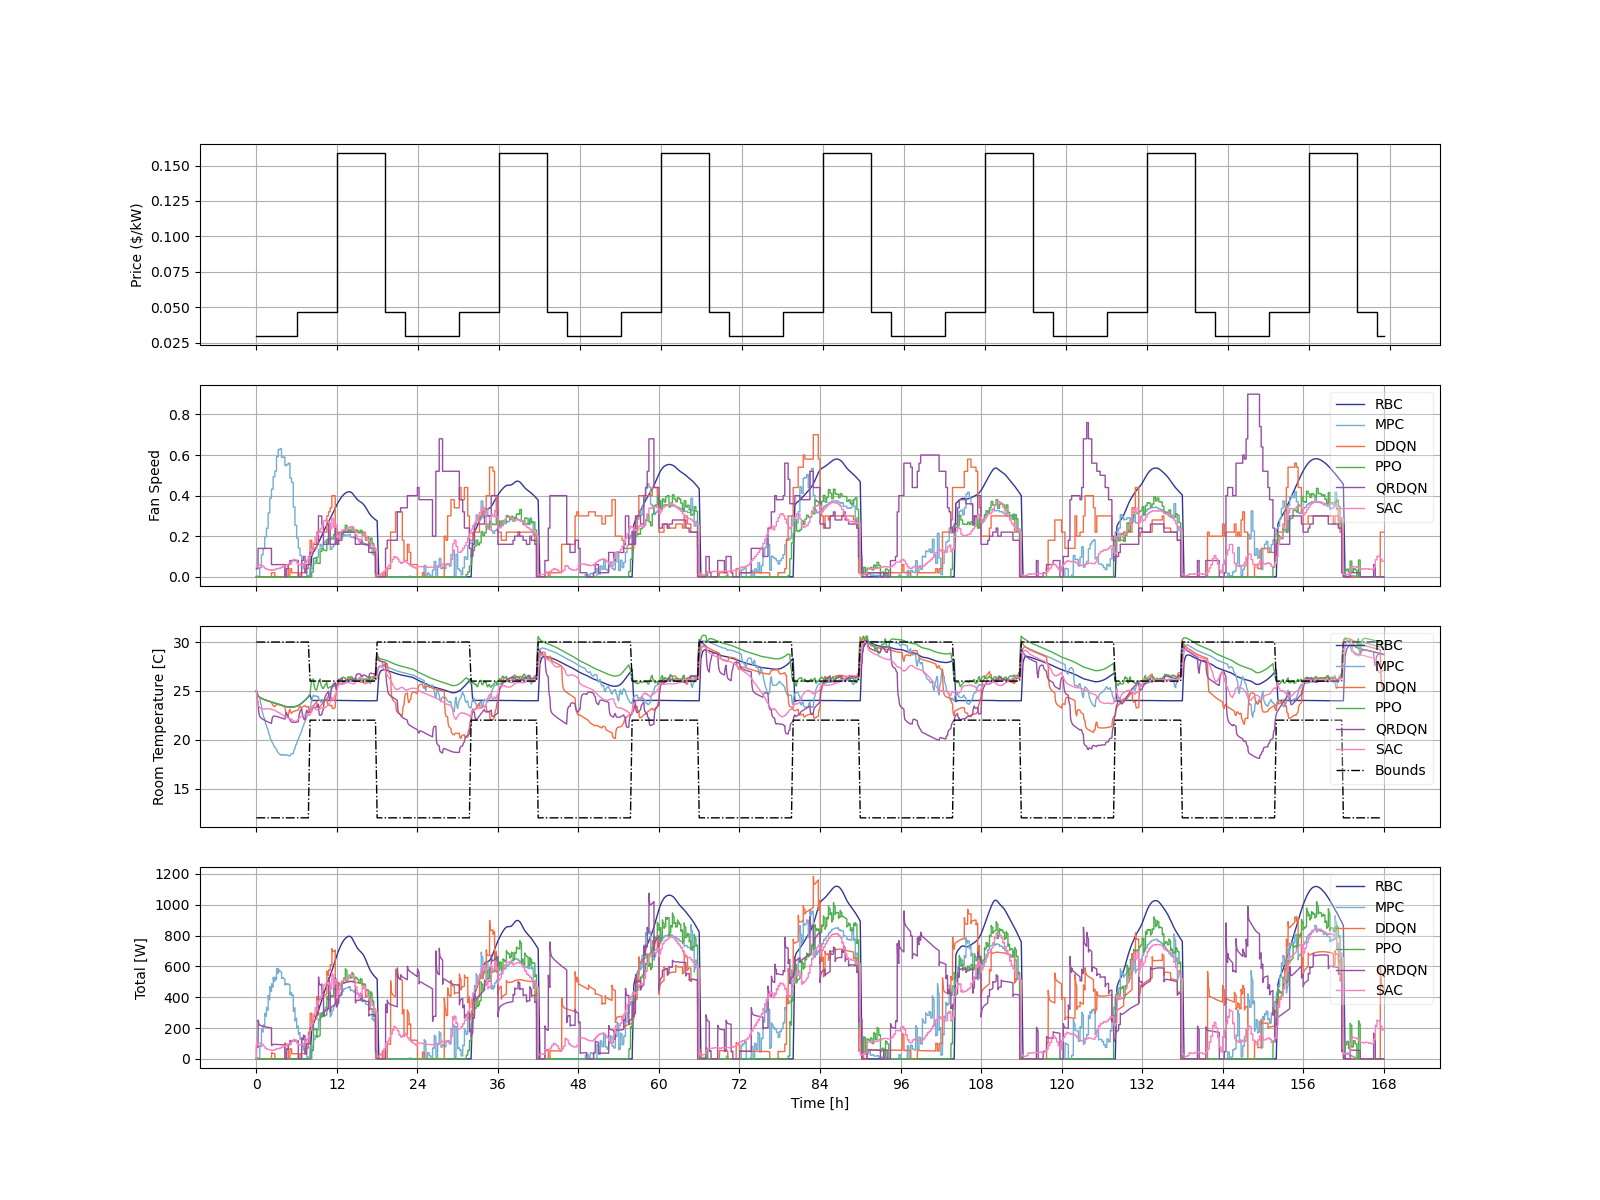 0.150
0.125
0.100
0.075
0.050
0.025
Price ($/kW)
0.8
0.6
0.4
0.2
0.0
Fan Speed
RBC
MPC
DDQN
PPO
QRDQN
SAC
30
25
20
15
Room Temperature [C]
RBC
MPC
DDQN
PPO
QRDQN
SAC
Bounds
1200
1000
800
600
400
200
0
Total [W]
RBC
MPC
DDQN
PPO
QRDQN
SAC
0 12 24 36 48 60 72 84 96 108 120 132 144 156 168
Time [h]